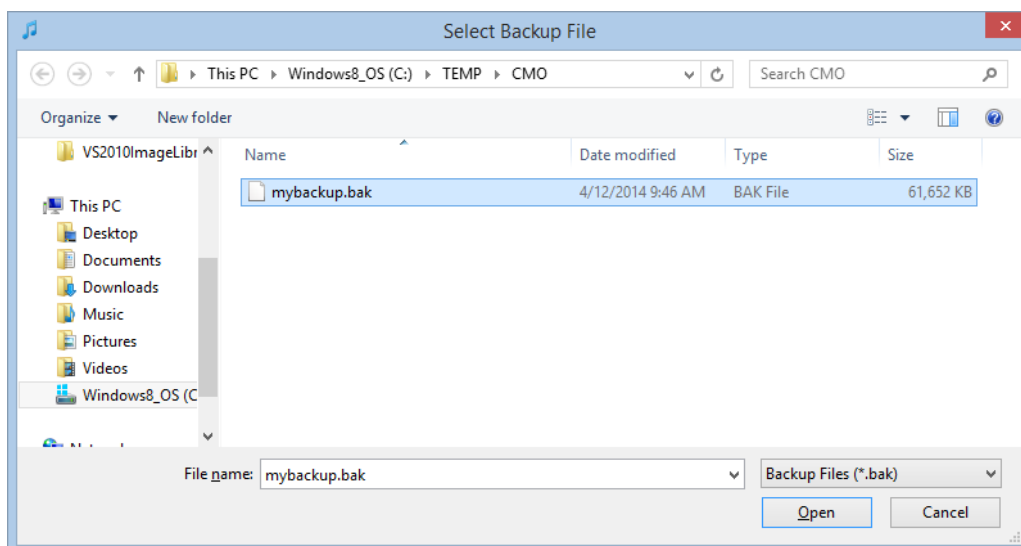 Select Backup File
This PC Windows8_OS (C:) TEMP CMO Search CMO
Organize New folder
VS2010ImageLibr Name Date modified Type Size
mybackup.bak 4/12/2014 9:46 AM BAK File 61,652 KB
This PC
Desktop
Documents
Downloads
Music
Pictures
Videos
Windows8_OS (C
File name: mybackup.bak Backup Files (*.bak)
Open Cancel